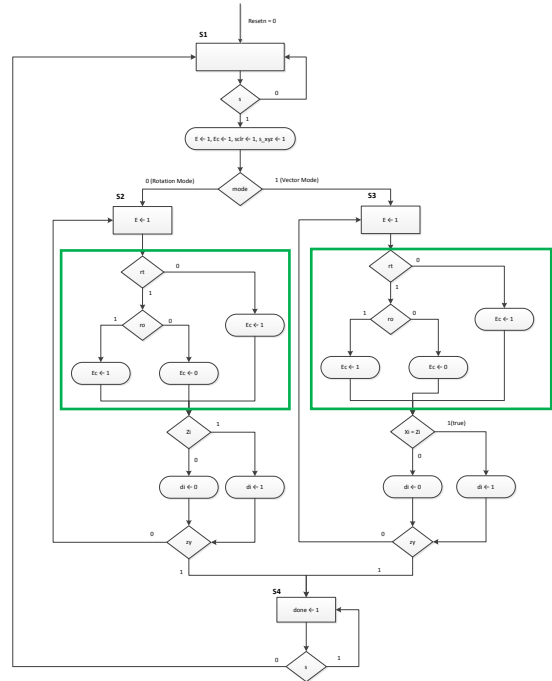 Resetn = 0
S1
s
0
1
E ← 1, Ec ← 1, sclr ← 1, s_xyz ← 1
0 (Rotation Mode)
mode
1 (Vector Mode)
S2
S3
E ← 1
E ← 1
rt
0
1
rt
0
1
1
ro
0
Ec ← 1
1
ro
0
Ec ← 1
Ec ← 1
Ec ← 0
Ec ← 1
Ec ← 0
Zi
1
0
Xi = Zi
1(true)
0
di ← 0
di ← 1
di ← 0
di ← 1
0
zy
1
0
zy
1
S4
done ← 1
0
s
1